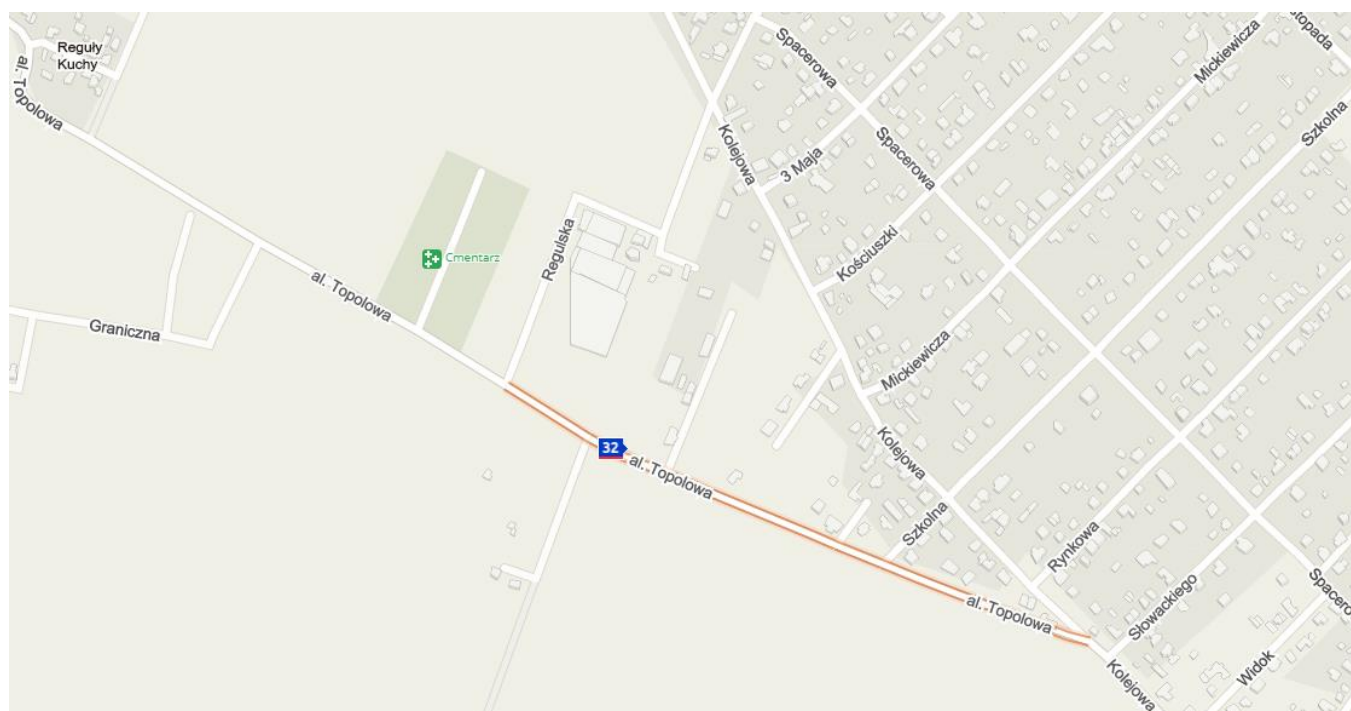 Reguły
Kuchy
al. Topolowa
Spacerowa
Mickiewicza
Szkolna
Kolejowa
3 Maja
Spacerowa
Regulska
Kościuszki
Cmentarz
al. Topolowa
Graniczna
Mickiewicza
Kolejowa
32
al. Topolowa
Szkolna
Rynkowa
al. Topolowa
Słowackiego
Kolejowa
Widok